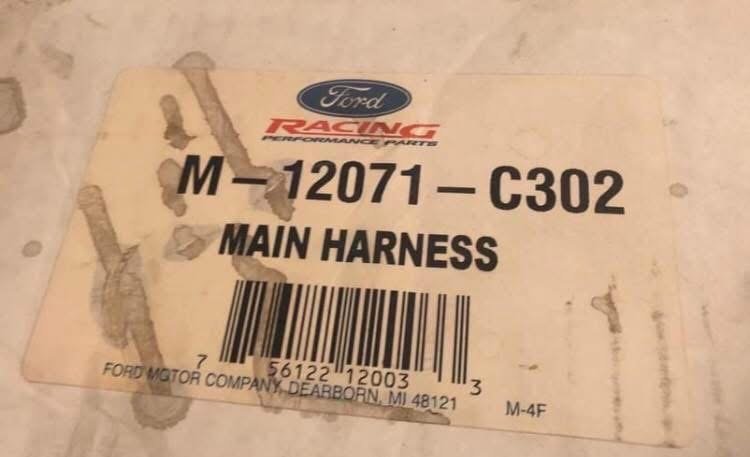 Ford
RACING
PERFORMANCE PARTS
M-12071-C302
MAIN HARNESS
7 56122 12003 3
FORD MOTOR COMPANY, DEARBORN, MI 48121
M-4F